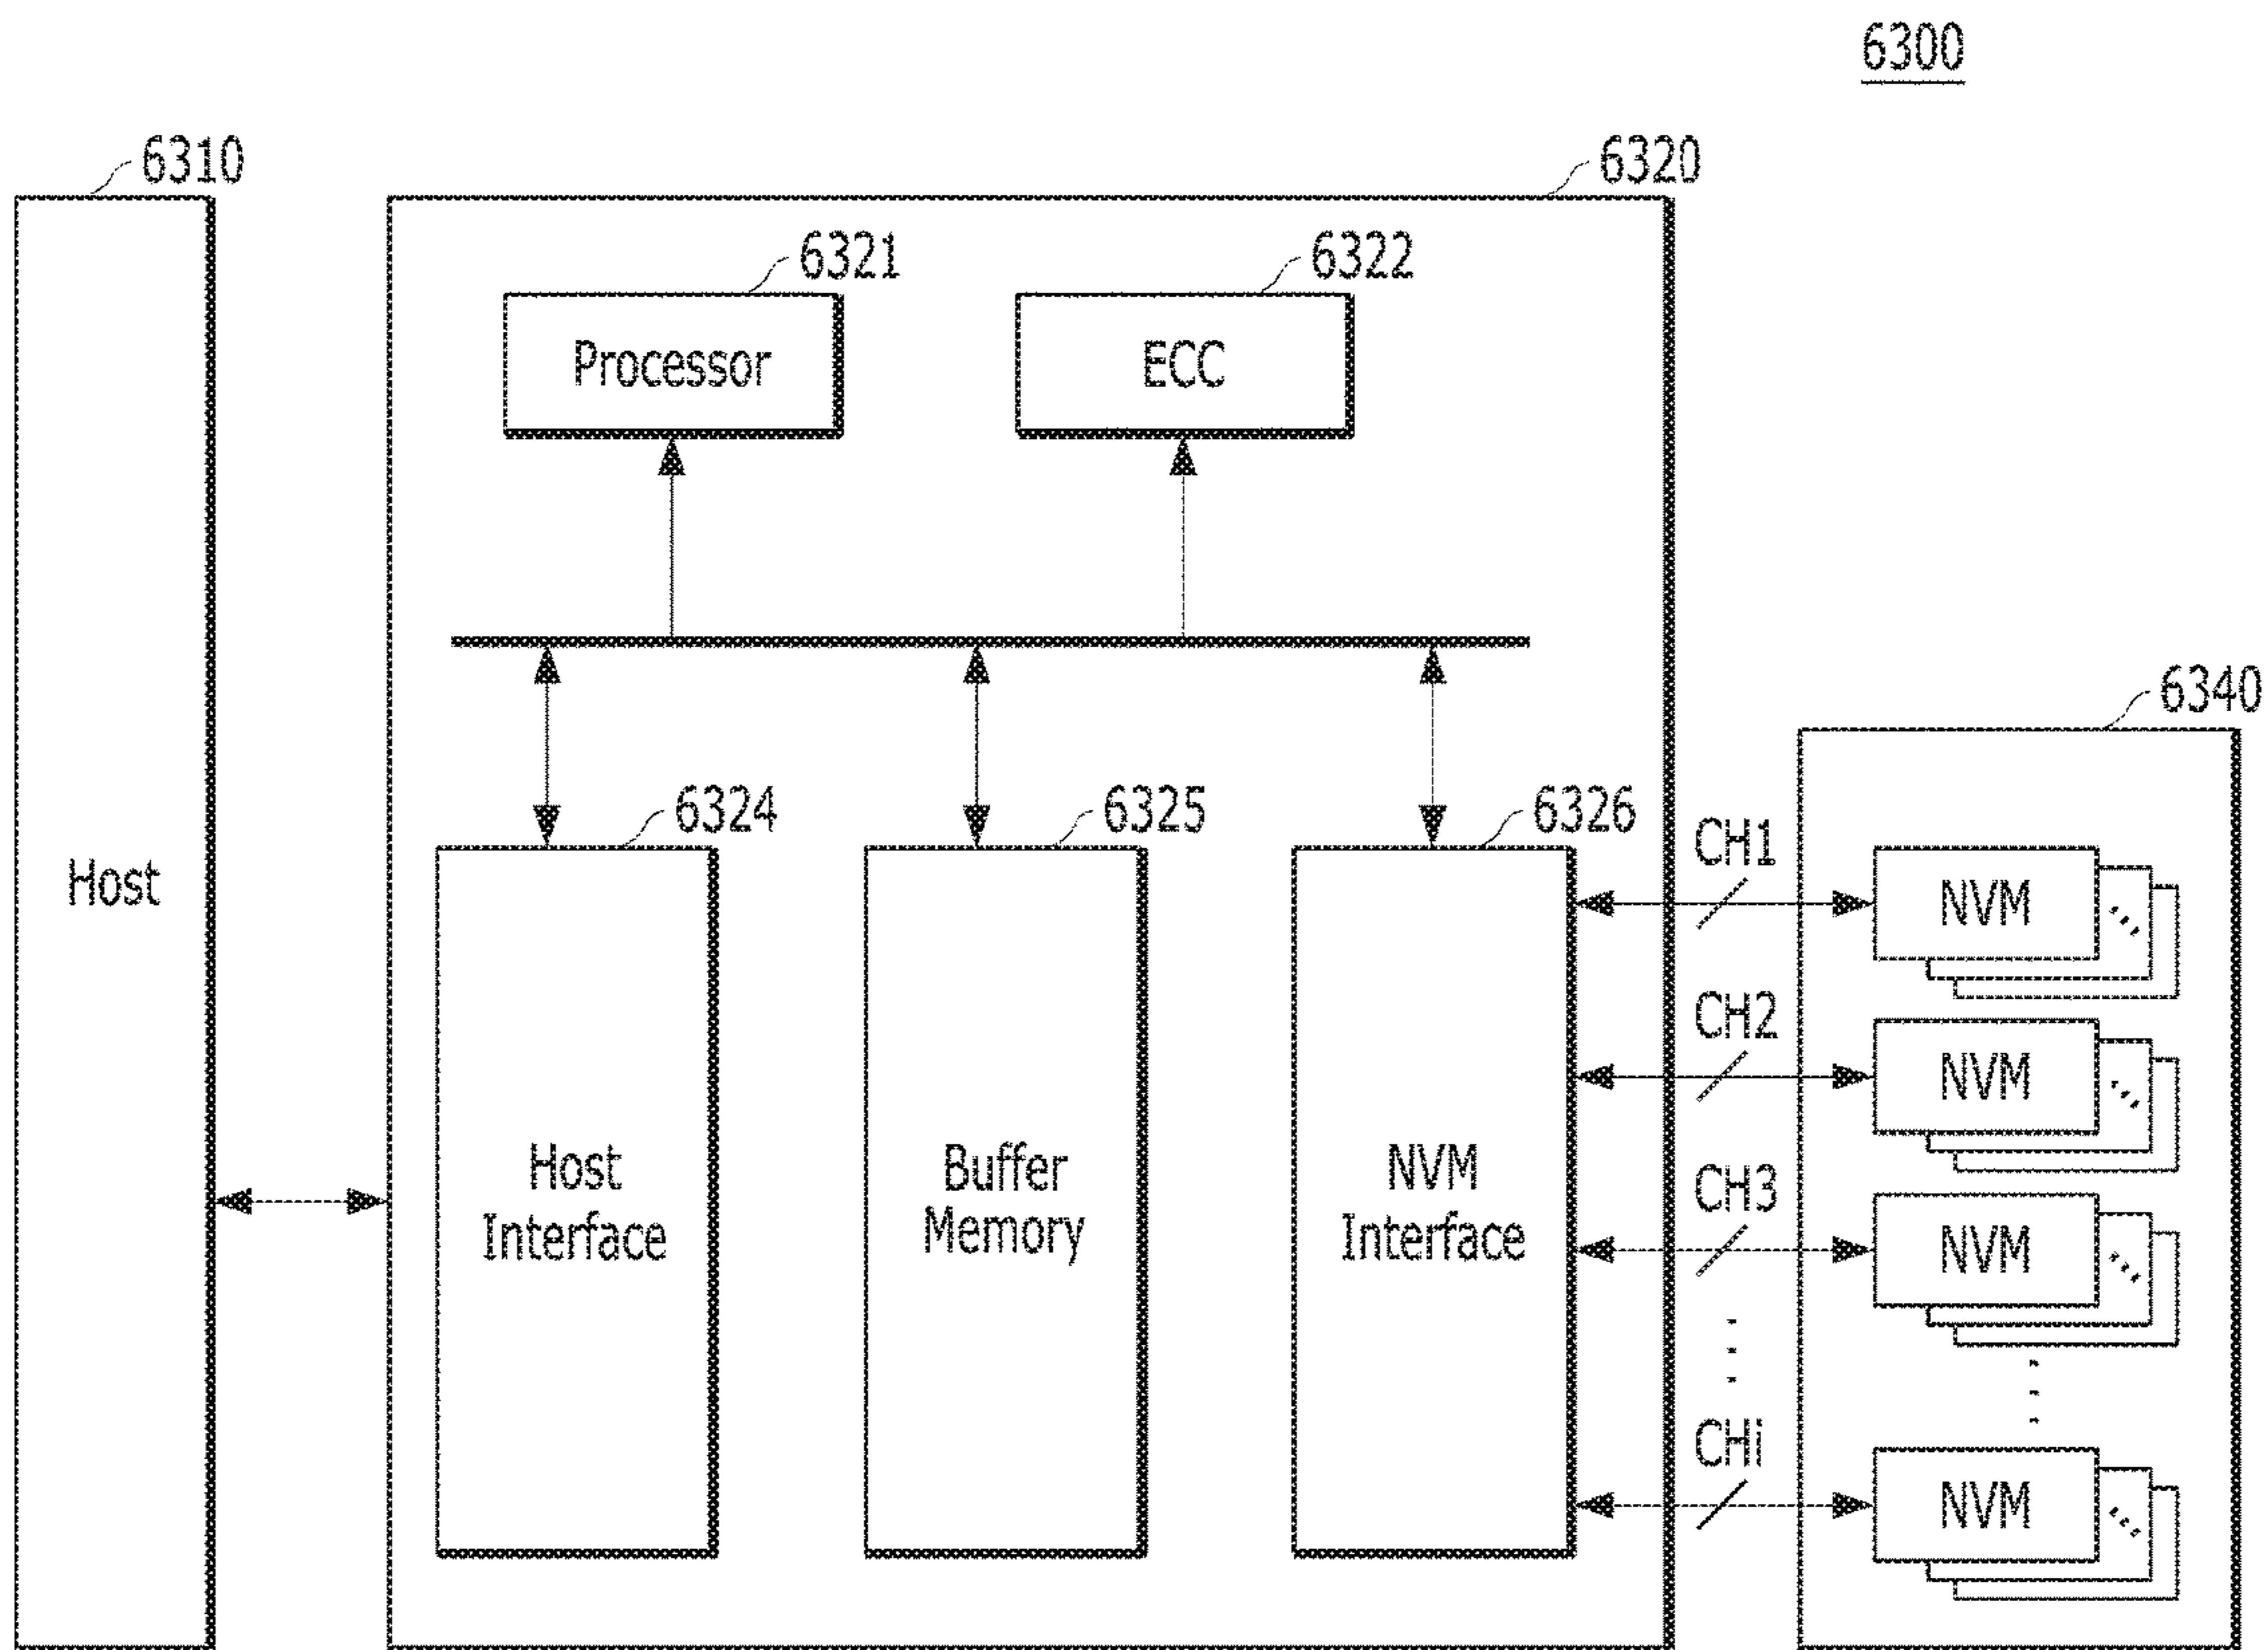 6300
6310
6320
6321
6322
Processor
ECC
6340
6324
6325
6326
CH1
Host
NVM
CH2
NVM
Host
Interface
Buffer
Memory
NVM
Interface
CH3
NVM
CHi
NVM